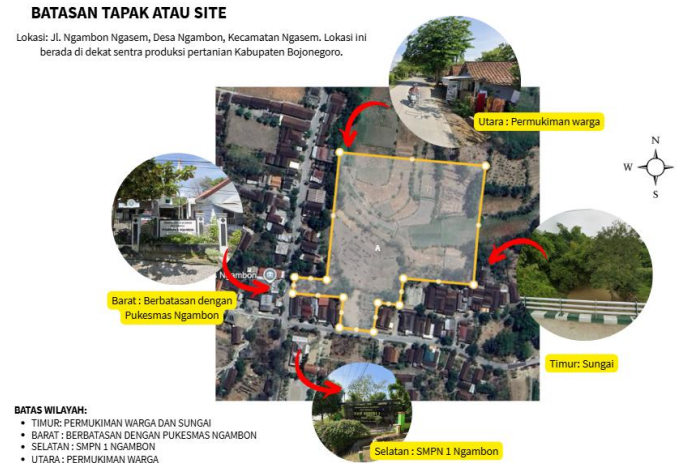 BATASAN TAPAK ATAU SITE
Lokasi: Jl. Ngambon Ngasem, Desa Ngambon, Kecamatan Ngasem. Lokasi ini
berada di dekat sentra produksi pertanian Kabupaten Bojonegoro.
Utara : Permukiman warga
N
W
S
A
Ngambon
Barat : Berbatasan dengan
Pukesmas Ngambon
Timur: Sungai
Selatan : SMPN 1 Ngambon
BATAS WILAYAH:
• TIMUR: PERMUKIMAN WARGA DAN SUNGAI
• BARAT : BERBATASAN DENGAN PUKESMAS NGAMBON
• SELATAN : SMPN 1 NGAMBON
• UTARA : PERMUKIMAN WARGA